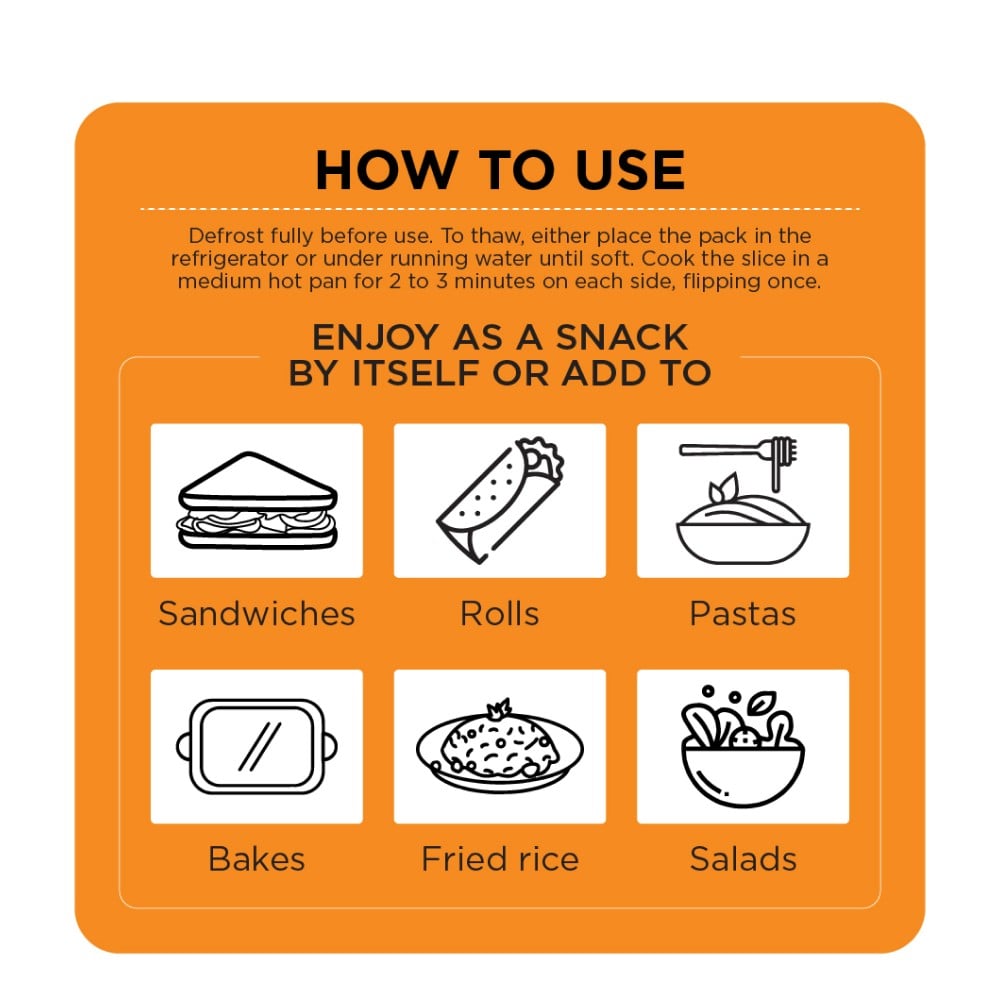 HOW TO USE
Defrost fully before use. To thaw, either place the pack in the
refrigerator or under running water until soft. Cook the slice in a
medium hot pan for 2 to 3 minutes on each side, flipping once.
ENJOY AS A SNACK
BY ITSELF OR ADD TO
Sandwiches
Rolls
Pastas
Bakes
Fried rice
Salads